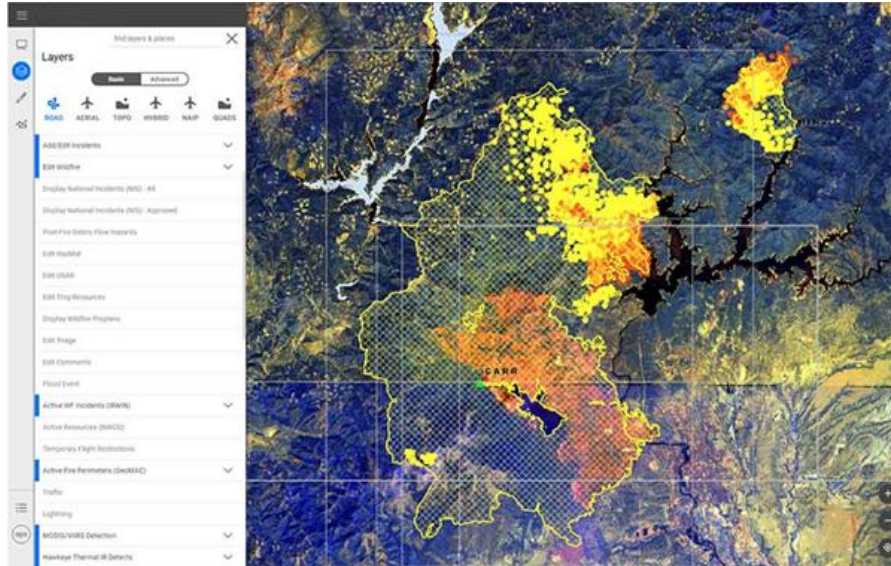 find layers & places
Layers
Basic Advanced
ROAD AERIAL TOPO HYBRID NAIP QUADS
Add/Edit Incidents
Edit Wildfire
Display National Incidents (NIS) - All
Display National Incidents (NIS) - Approved
Post-Fire Debris Flow Hazards
Edit HazMat
Edit USAR
Edit Trng Resources
Display Wildfire Preplans
Edit Triage
Edit Comments
Flood Event
Active WF Incidents (IRWIN)
Active Resources (NWCG)
Temporary Flight Restrictions
Active Fire Perimeters (GeoMAC)
Traffic
Lightning
MODIS/VIIRS Detection
Hawkeye Thermal IR Detects
CARR